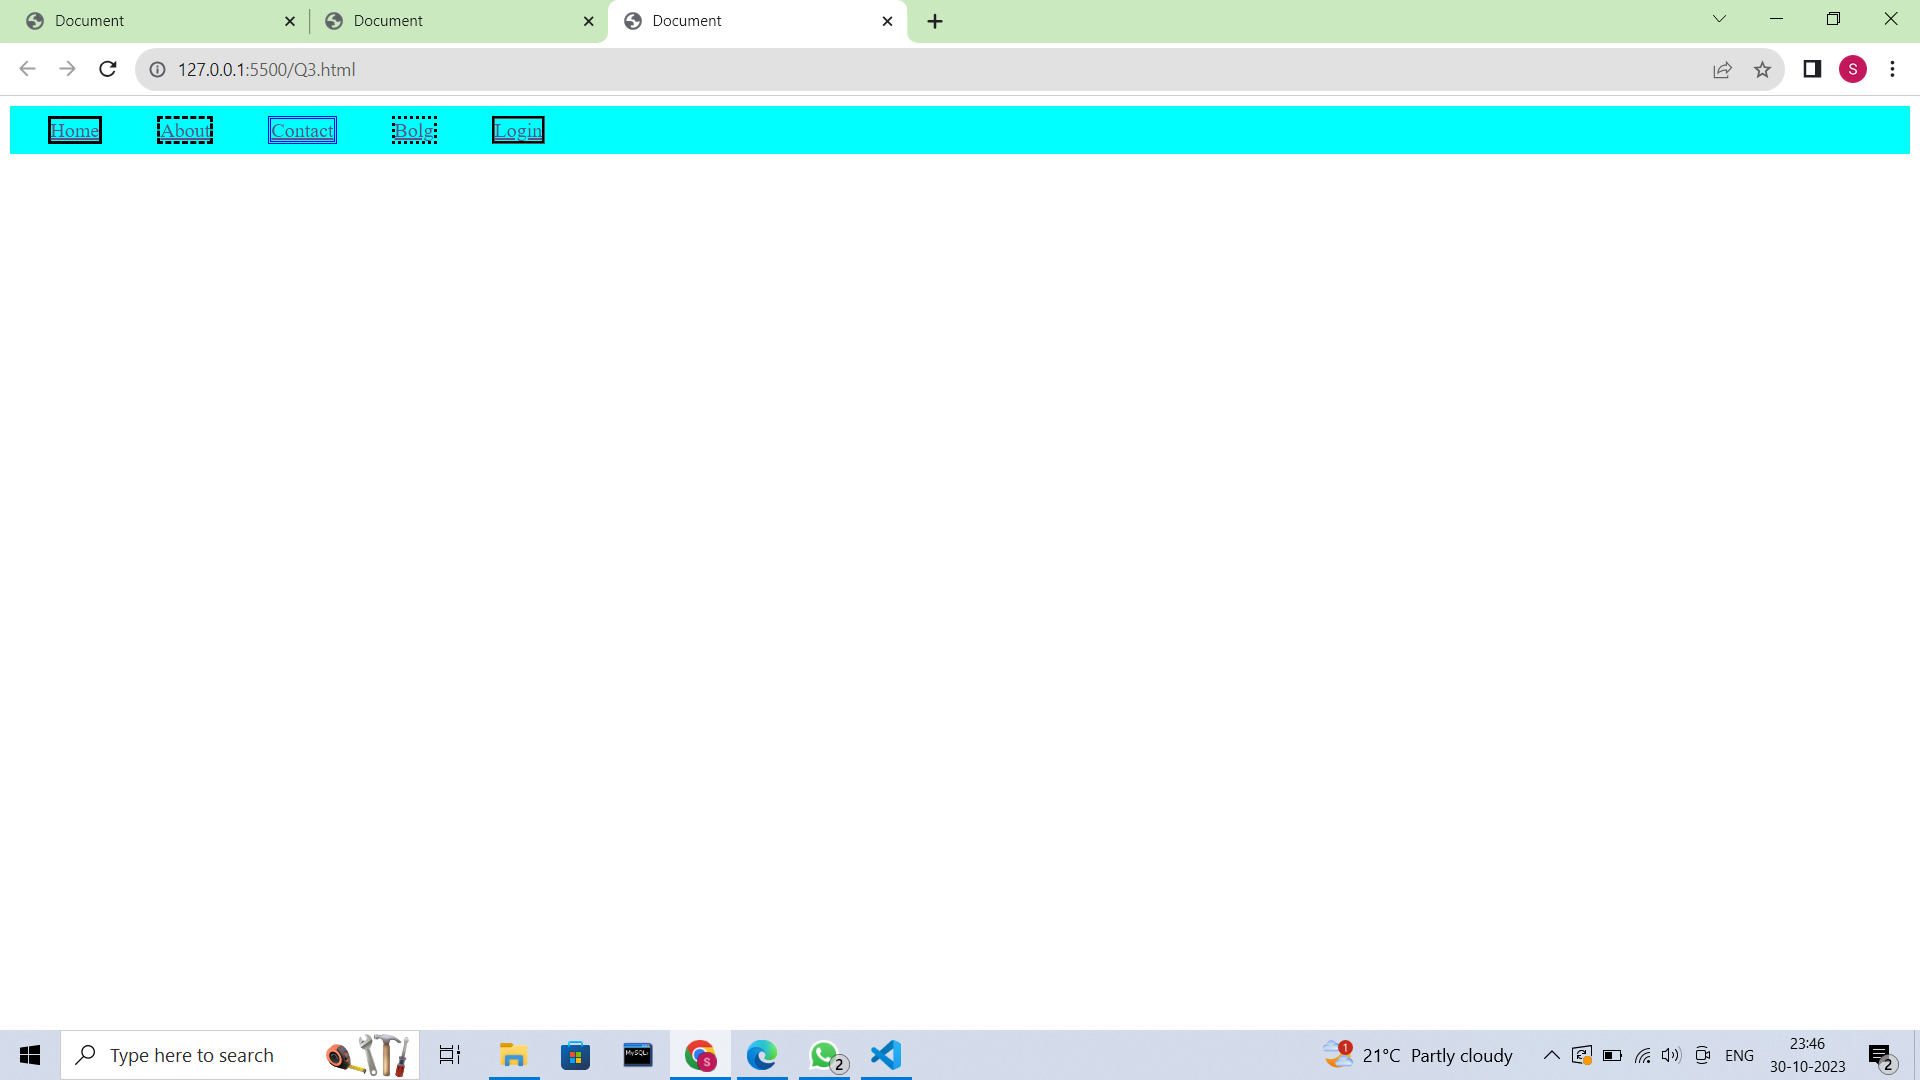 Document
Document
Document
127.0.0.1:5500/Q3.html
S
Home About Contact Bolg Login
Type here to search
MySQL
S
2
1
21°C Partly cloudy
ENG
23:46
30-10-2023
2